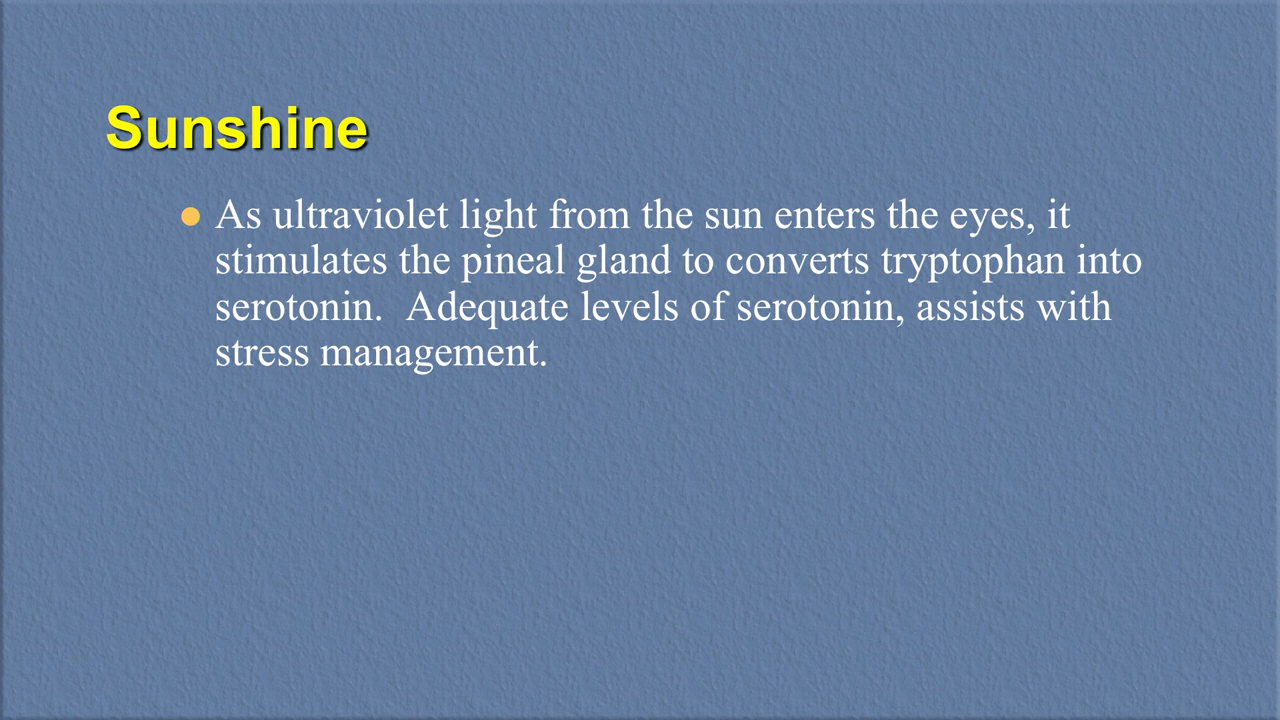 Sunshine
As ultraviolet light from the sun enters the eyes, it
stimulates the pineal gland to converts tryptophan into
serotonin.  Adequate levels of serotonin, assists with
stress management.